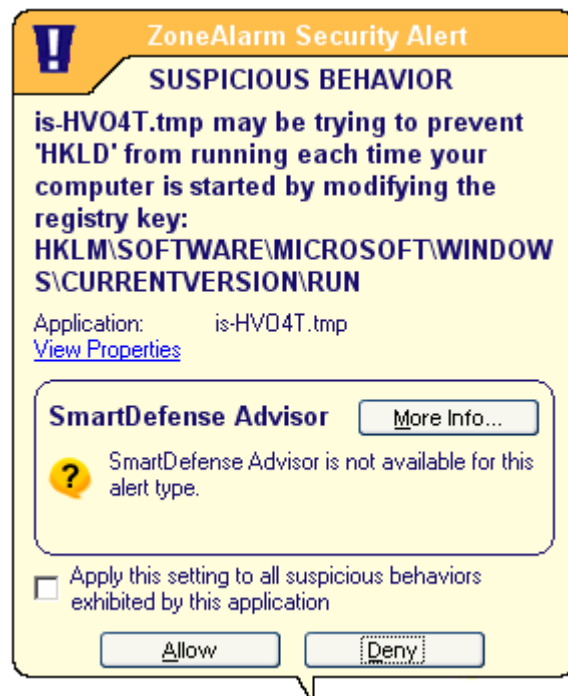 ZoneAlarm Security Alert
SUSPICIOUS BEHAVIOR
is-HVO4T.tmp may be trying to prevent
'HKLD' from running each time your
computer is started by modifying the
registry key:
HKLM\SOFTWARE\MICROSOFT\WINDOW
S\CURRENTVERSION\RUN
Application: is-HVO4T.tmp
View Properties
SmartDefense Advisor More Info...
? SmartDefense Advisor is not available for this
alert type.
Apply this setting to all suspicious behaviors
exhibited by this application
Allow Deny